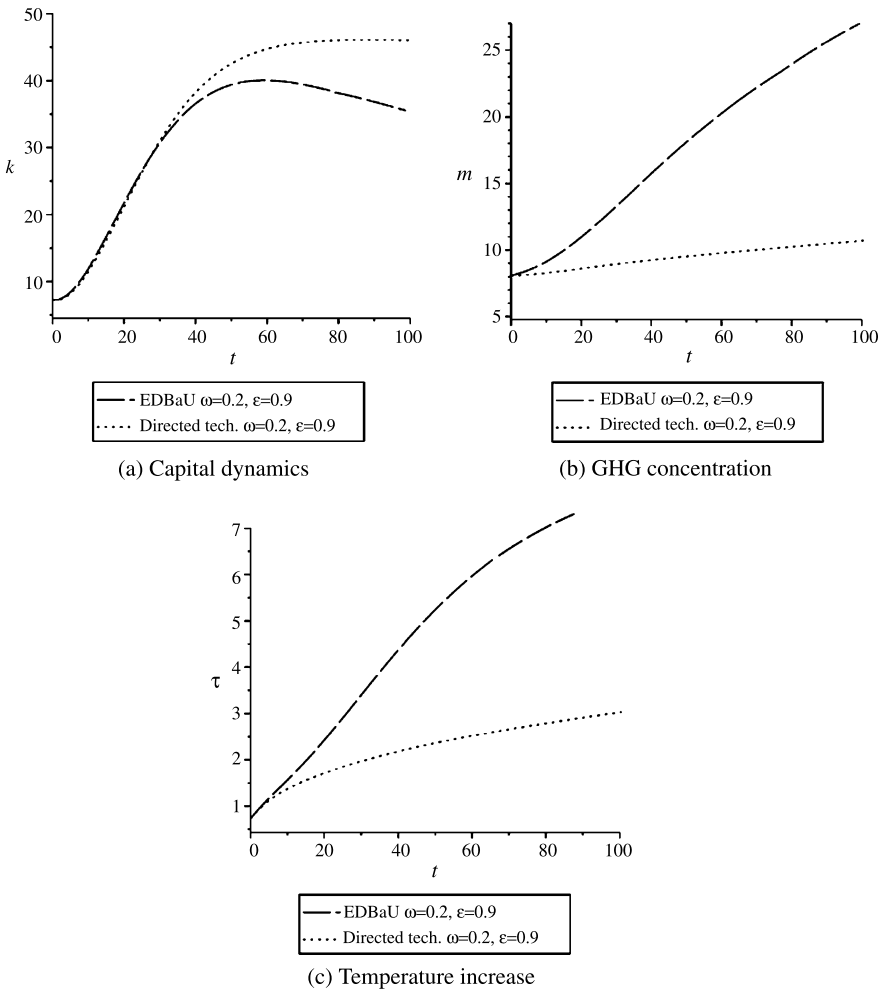 50
40
30
20
10
k
0
20
40
60
80
100
t
EDBaU ω=0.2, ε=0.9
Directed tech. ω=0.2, ε=0.9
(a) Capital dynamics
25
20
15
10
5
m
0
20
40
60
80
100
t
EDBaU ω=0.2, ε=0.9
Directed tech. ω=0.2, ε=0.9
(b) GHG concentration
7
6
5
4
3
2
1
τ
0
20
40
60
80
100
t
EDBaU ω=0.2, ε=0.9
Directed tech. ω=0.2, ε=0.9
(c) Temperature increase